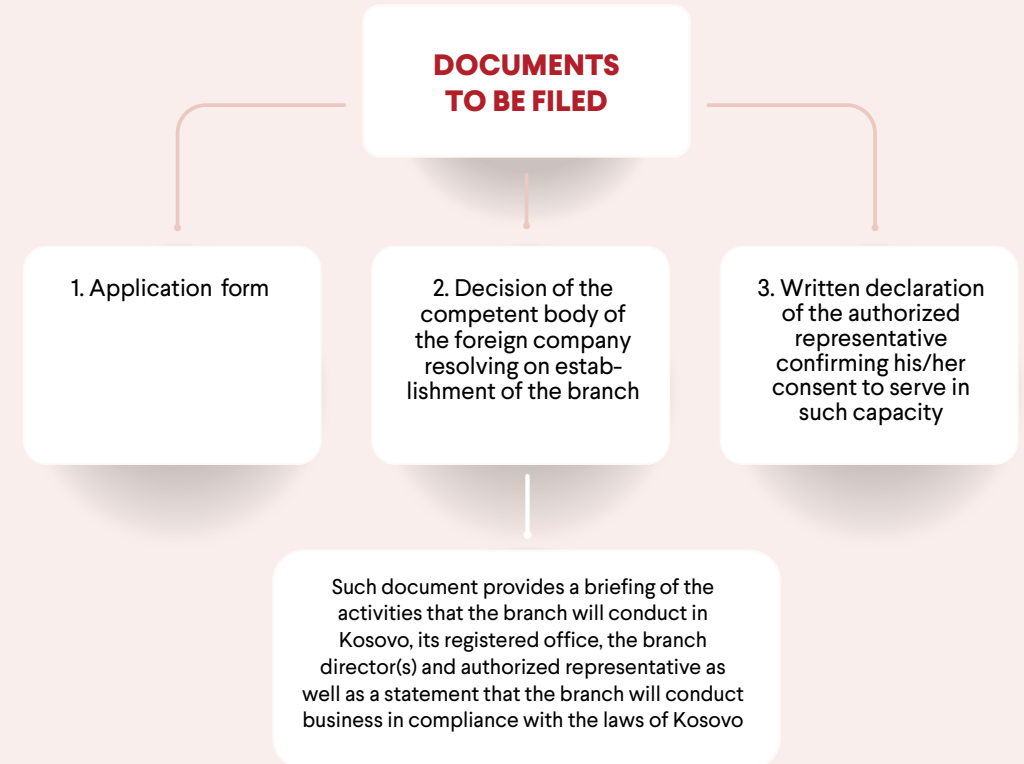 DOCUMENTS
TO BE FILED
1. Application form
2. Decision of the
competent body of
the foreign company
resolving on estab-
lishment of the branch
3. Written declaration
of the authorized
representative
confirming his/her
consent to serve in
such capacity
Such document provides a briefing of the
activities that the branch will conduct in
Kosovo, its registered office, the branch
director(s) and authorized representative as
well as a statement that the branch will conduct
business in compliance with the laws of Kosovo